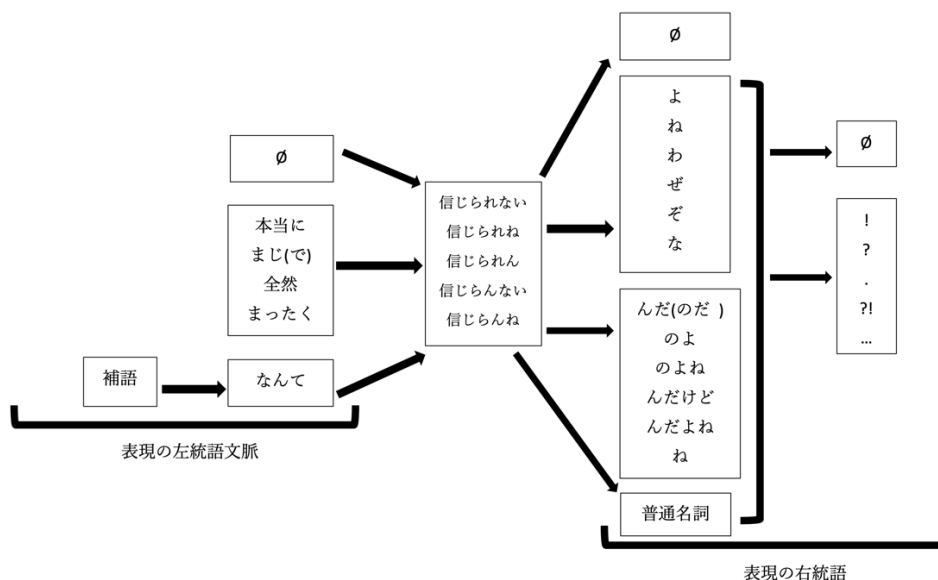 Ø
本当に
まじ(で)
全然
まったく
補語
なんて
表現の左統語文脈
信じられない
信じられね
信じられん
信じらんない
信じらんね
Ø
よ
ね
わ
ぜ
ぞ
な
んだ(のだ )
のよ
のよね
んだけど
んだよね
ね
普通名詞
Ø
!
?
.
?!
...
表現の右統語